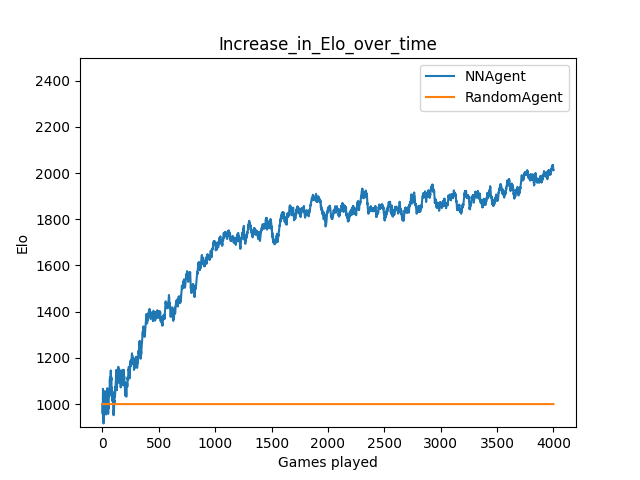 Increase_in_Elo_over_time
NNAgent
RandomAgent
2400
2200
2000
1800
1600
1400
1200
1000
Elo
0 500 1000 1500 2000 2500 3000 3500 4000
Games played